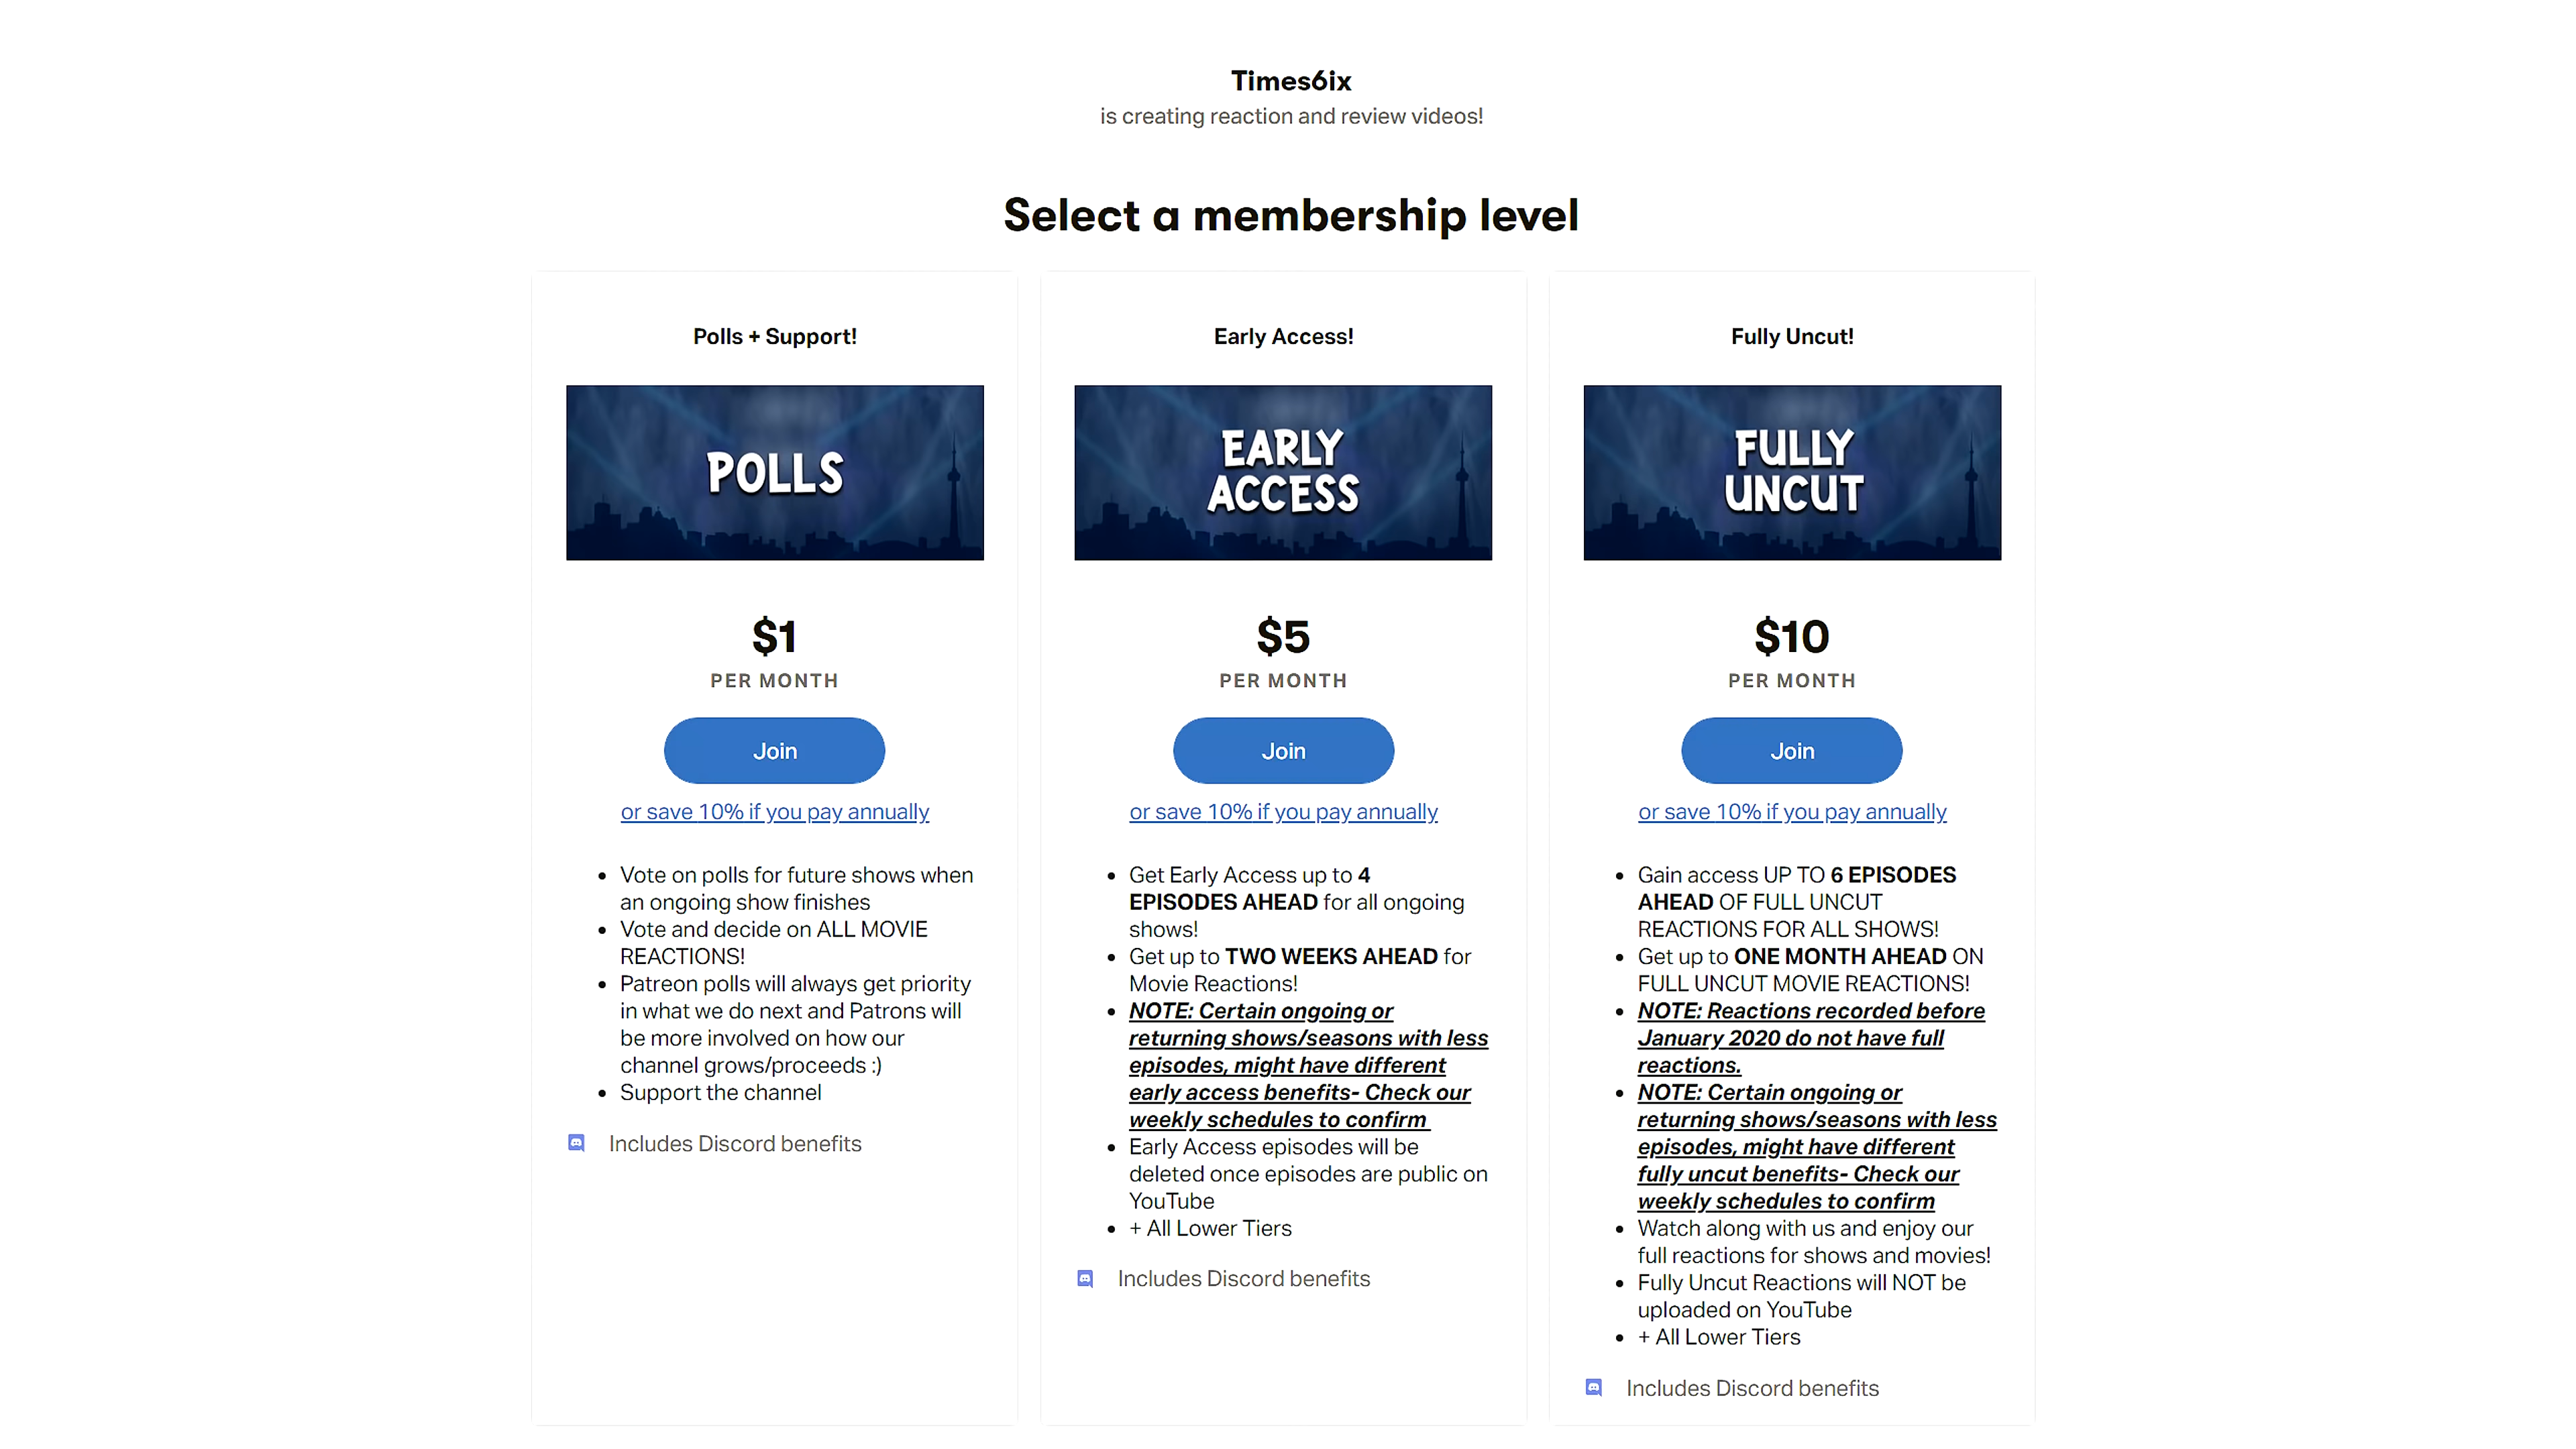 Times6ix
is creating reaction and review videos!
Select a membership level
Polls + Support!
POLLS
$1
PER MONTH
Join
or save 10% if you pay annually
Vote on polls for future shows when
an ongoing show finishes
Vote and decide on ALL MOVIE
REACTIONS!
Patreon polls will always get priority
in what we do next and Patrons will
be more involved on how our
channel grows/proceeds :)
Support the channel
Includes Discord benefits
Early Access!
EARLY
ACCESS
$5
PER MONTH
Join
or save 10% if you pay annually
Get Early Access up to 4
EPISODES AHEAD for all ongoing
shows!
Get up to TWO WEEKS AHEAD for
Movie Reactions!
NOTE: Certain ongoing or
returning shows/seasons with less
episodes, might have different
early access benefits- Check our
weekly schedules to confirm
Early Access episodes will be
deleted once episodes are public on
YouTube
+ All Lower Tiers
Includes Discord benefits
Fully Uncut!
FULLY
UNCUT
$10
PER MONTH
Join
or save 10% if you pay annually
Gain access UP TO 6 EPISODES
AHEAD OF FULL UNCUT
REACTIONS FOR ALL SHOWS!
Get up to ONE MONTH AHEAD ON
FULL UNCUT MOVIE REACTIONS!
NOTE: Reactions recorded before
January 2020 do not have full
reactions.
NOTE: Certain ongoing or
returning shows/seasons with less
episodes, might have different
fully uncut benefits- Check our
weekly schedules to confirm
Watch along with us and enjoy our
full reactions for shows and movies!
Fully Uncut Reactions will NOT be
uploaded on YouTube
+ All Lower Tiers
Includes Discord benefits